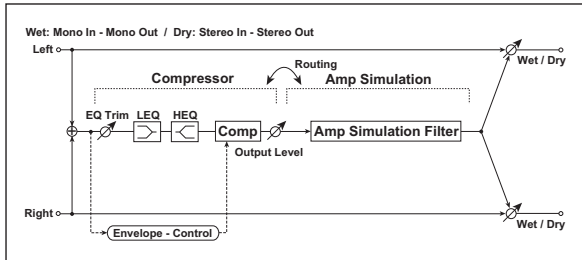 Wet: Mono In - Mono Out / Dry: Stereo In - Stereo Out
Left
Wet / Dry
Routing
Compressor
Amp Simulation
EQ Trim
LEQ
HEQ
Comp
Amp Simulation Filter
Output Level
Right
Wet / Dry
Envelope - Control